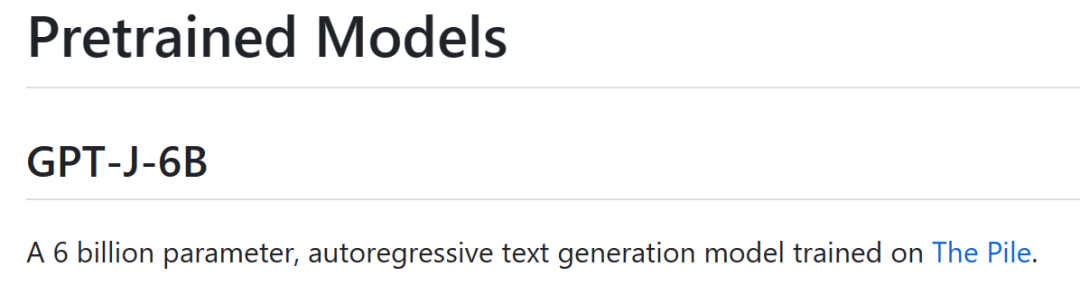 Pretrained Models
GPT-J-6B
A 6 billion parameter, autoregressive text generation model trained on The Pile.